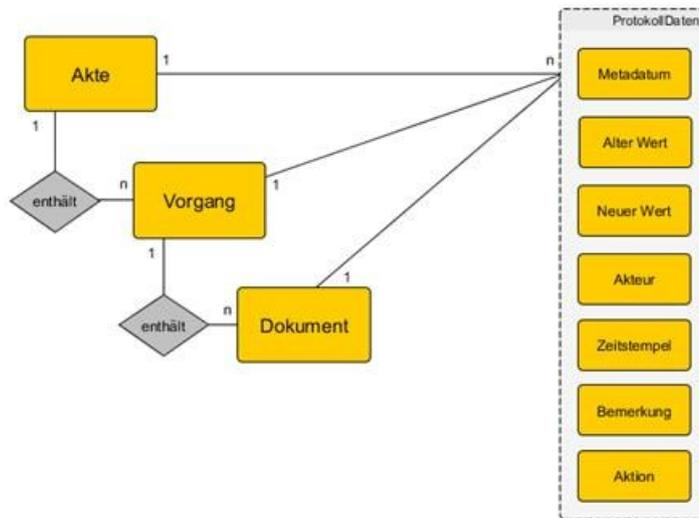 ProtokollDaten
Akte
1
n
Metadatum
1
Alter Wert
enthält
n
Vorgang
1
Neuer Wert
1
Akteur
1
enthält
n
Dokument
Zeitstempel
Bemerkung
Aktion